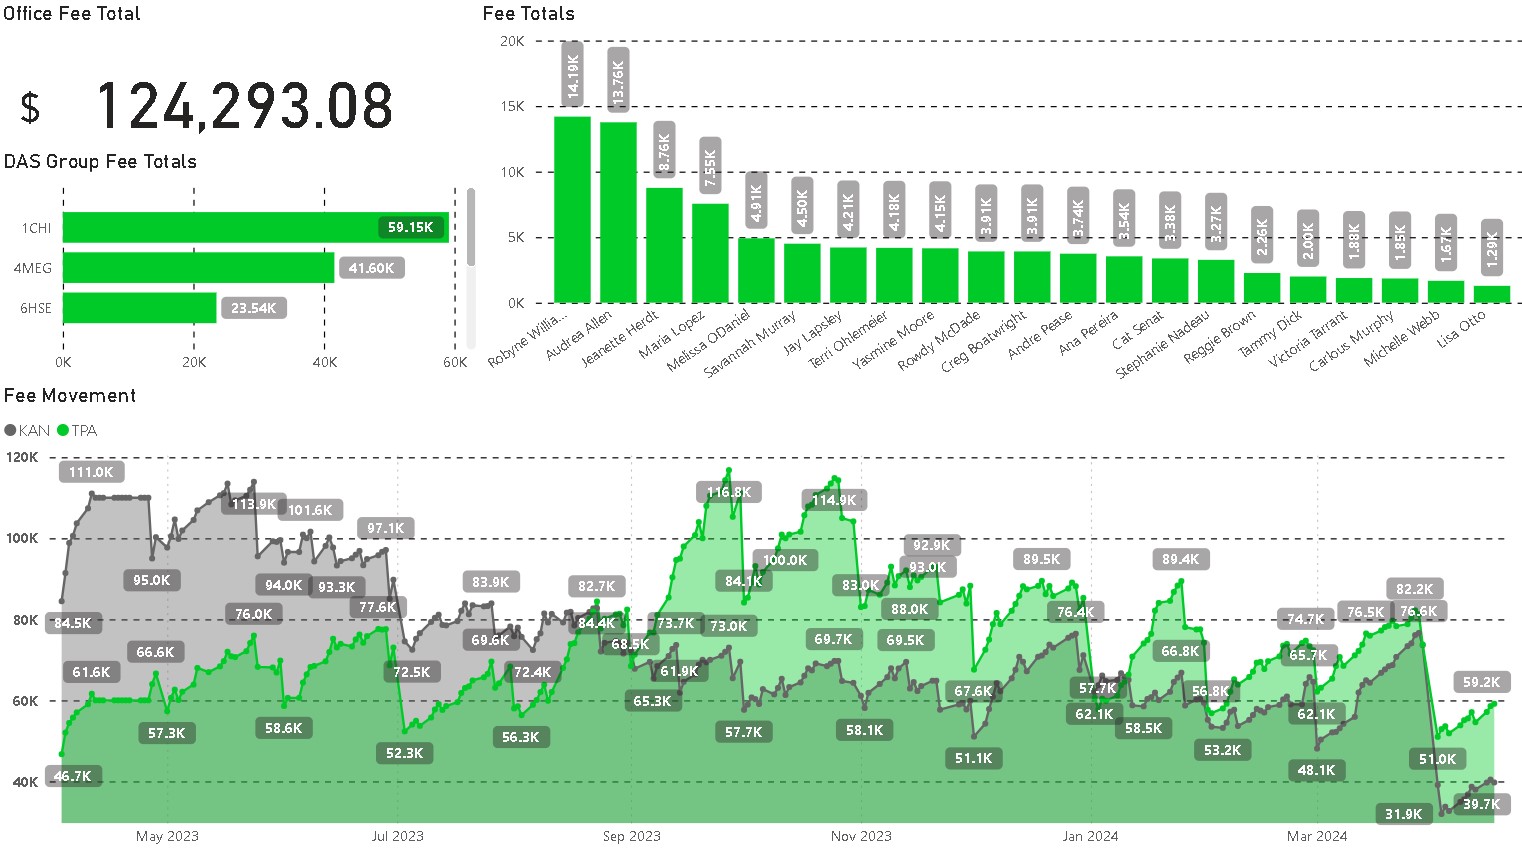 Office Fee Total
$ 124,293.08
DAS Group Fee Totals
1CHI 59.15K
4MEG 41.60K
6HSE 23.54K
0K 20K 40K 60K
Fee Totals
20K
15K
10K
5K
0K
14.19K 13.76K 8.76K 7.55K 4.91K 4.50K 4.21K 4.18K 4.15K 3.91K 3.91K 3.74K 3.54K 3.38K 3.27K 2.26K 2.00K 1.88K 1.85K 1.67K 1.29K
Robyne Willia...
Audrea Allen
Jeanette Herdt
Maria Lopez
Melissa ODaniel
Savannah Murray
Jay Lapsley
Terri Ohlemeier
Yasmine Moore
Rowdy McDade
Creg Boatwright
Andre Pease
Ana Pereira
Cat Senat
Stephanie Nadeau
Reggie Brown
Tammy Dick
Victoria Tarrant
Carlous Murphy
Michelle Webb
Lisa Otto
Fee Movement
KAN TPA
120K
111.0K
116.8K
113.9K 101.6K 114.9K
97.1K
100K
92.9K
100.0K 89.5K 89.4K
93.0K
95.0K 94.0K 93.3K 83.9K 82.7K 84.1K 83.0K 82.2K
77.6K 88.0K 76.4K 76.5K 76.6K
76.0K 74.7K
80K
84.5K 84.4K 73.7K 73.0K
69.6K 68.5K 69.7K 69.5K
66.6K 66.8K 65.7K
61.6K 72.5K 72.4K 61.9K 59.2K
67.6K 57.7K 56.8K
60K
65.3K 62.1K 62.1K
57.3K 58.6K 56.3K 57.7K 58.1K 58.5K
52.3K 53.2K
51.1K 51.0K
48.1K
46.7K
40K
39.7K
31.9K
May 2023 Jul 2023 Sep 2023 Nov 2023 Jan 2024 Mar 2024